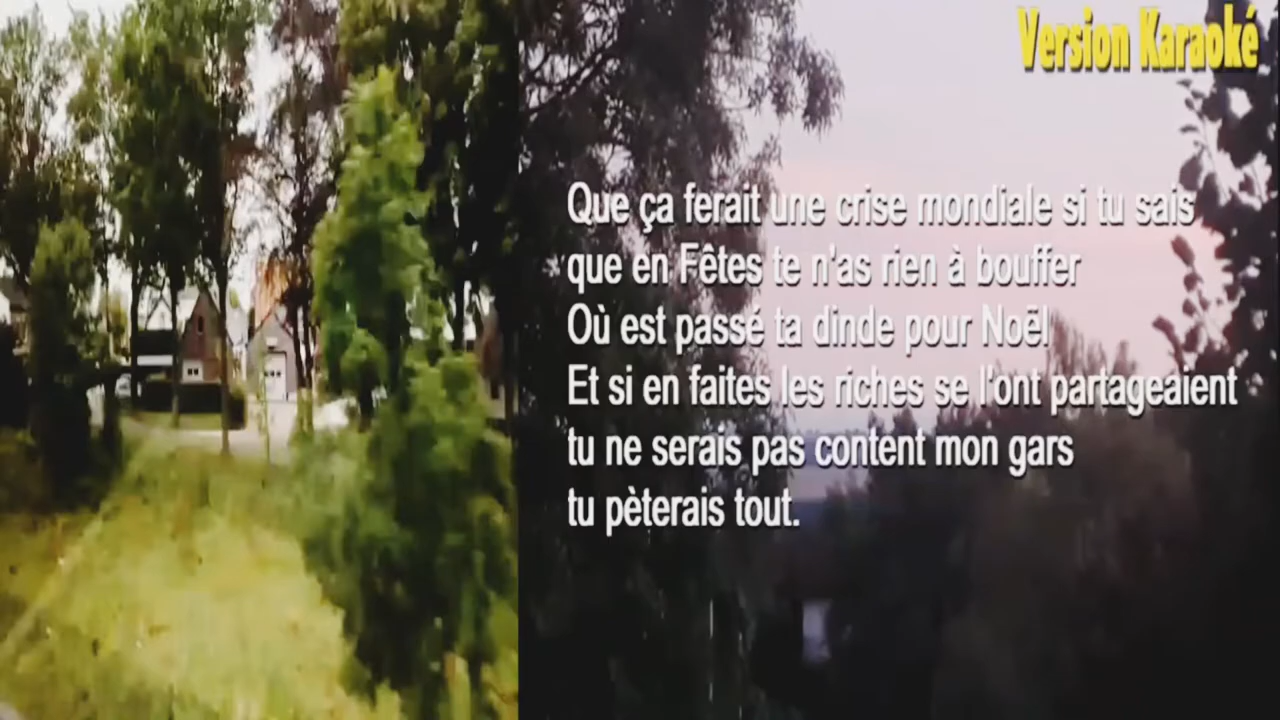 Version Karaoké
Que ça ferait une crise mondiale si tu sais
que en Fêtes te n'as rien à bouffer
Où est passé ta dinde pour Noël
Et si en faites les riches se l'ont partageaient
tu ne serais pas content mon gars
tu pèterais tout.